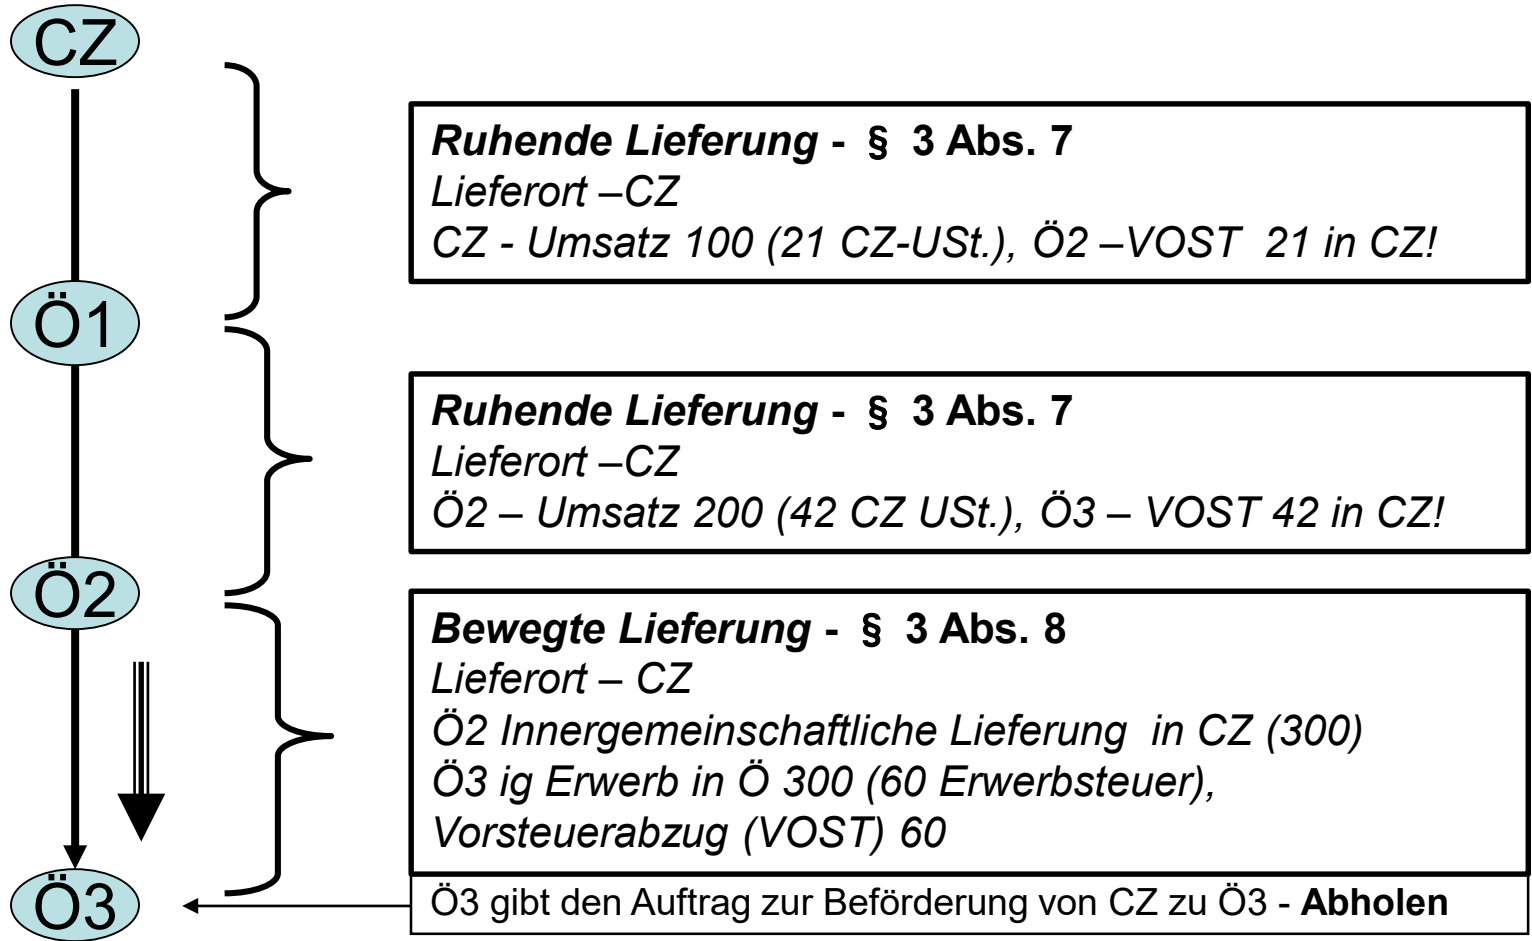 CZ
Ruhende Lieferung - § 3 Abs. 7
Lieferort –CZ
CZ - Umsatz 100 (21 CZ-USt.), Ö2 –VOST 21 in CZ!
Ö1
Ruhende Lieferung - § 3 Abs. 7
Lieferort –CZ
Ö2 – Umsatz 200 (42 CZ USt.), Ö3 – VOST 42 in CZ!
Ö2
Bewegte Lieferung - § 3 Abs. 8
Lieferort – CZ
Ö2 Innergemeinschaftliche Lieferung in CZ (300)
Ö3 ig Erwerb in Ö 300 (60 Erwerbsteuer),
Vorsteuerabzug (VOST) 60
Ö3
Ö3 gibt den Auftrag zur Beförderung von CZ zu Ö3 - Abholen